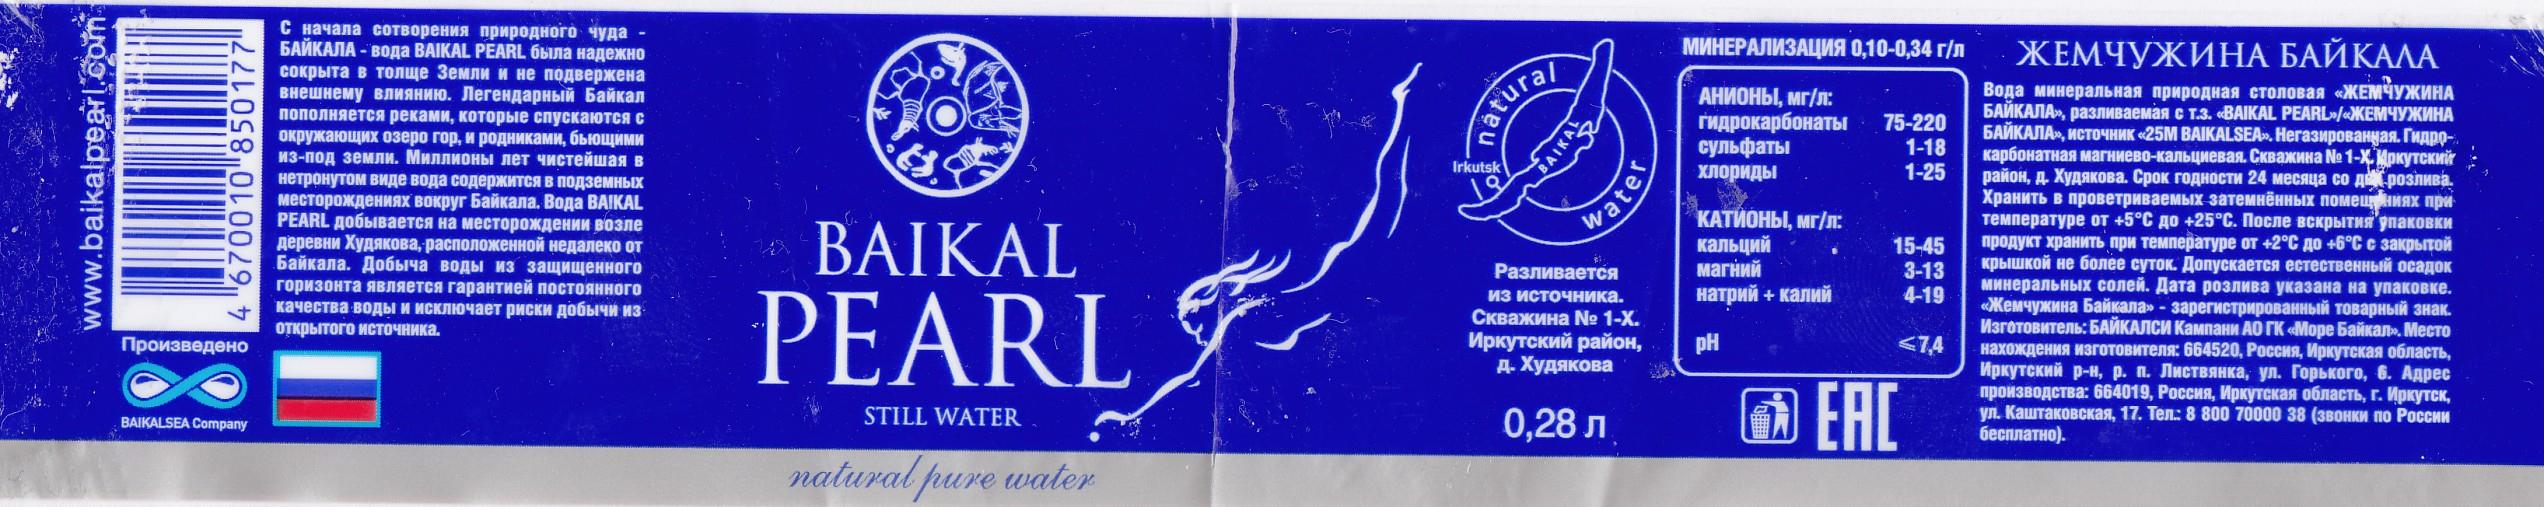 www.baikalpearl.com
4 670010 850177
Произведено
BAIKALSEA Company
С начала сотворения природного чуда -
БАЙКАЛА - вода BAIKAL PEARL была надежно
сокрыта в толще Земли и не подвержена
внешнему влиянию. Легендарный Байкал
пополняется реками, которые спускаются с
окружающих озеро гор, и родниками, бьющими
из-под земли. Миллионы лет чистейшая в
нетронутом виде вода содержится в подземных
месторождениях вокруг Байкала. Вода BAIKAL
PEARL добывается на месторождении возле
деревни Худякова, расположенной недалеко от
Байкала. Добыча воды из защищенного
горизонта является гарантией постоянного
качества воды и исключает риски добычи из
открытого источника.
BAIKAL
PEARL
STILL WATER
natural pure water
natural
water
Irkutsk
BAIKAL
Разливается
из источника.
Скважина № 1-Х.
Иркутский район,
д. Худякова
0,28 л
МИНЕРАЛИЗАЦИЯ 0,10-0,34 г/л
АНИОНЫ, мг/л:
гидрокарбонаты 75-220
сульфаты 1-18
хлориды 1-25
КАТИОНЫ, мг/л:
кальций 15-45
магний 3-13
натрий + калий 4-19
pH ⩽7,4
EAC
ЖЕМЧУЖИНА БАЙКАЛА
Вода минеральная природная столовая «ЖЕМЧУЖИНА
БАЙКАЛА», разливаемая с т.з. «BAIKAL PEARL»/«ЖЕМЧУЖИНА
БАЙКАЛА», источник «25M BAIKALSEA». Негазированная. Гидро-
карбонатная магниево-кальциевая. Скважина № 1-Х, Иркутский
район, д. Худякова. Срок годности 24 месяца со дня розлива.
Хранить в проветриваемых затемнённых помещениях при
температуре от +5°C до +25°C. После вскрытия упаковки
продукт хранить при температуре от +2°C до +6°C с закрытой
крышкой не более суток. Допускается естественный осадок
минеральных солей. Дата розлива указана на упаковке.
«Жемчужина Байкала» - зарегистрированный товарный знак.
Изготовитель: БАЙКАЛСИ Кампани АО ГК «Море Байкал». Место
нахождения изготовителя: 664520, Россия, Иркутская область,
Иркутский р-н, р. п. Листвянка, ул. Горького, 6. Адрес
производства: 664019, Россия, Иркутская область, г. Иркутск,
ул. Каштаковская, 17. Тел.: 8 800 70000 38 (звонки по России
бесплатно).